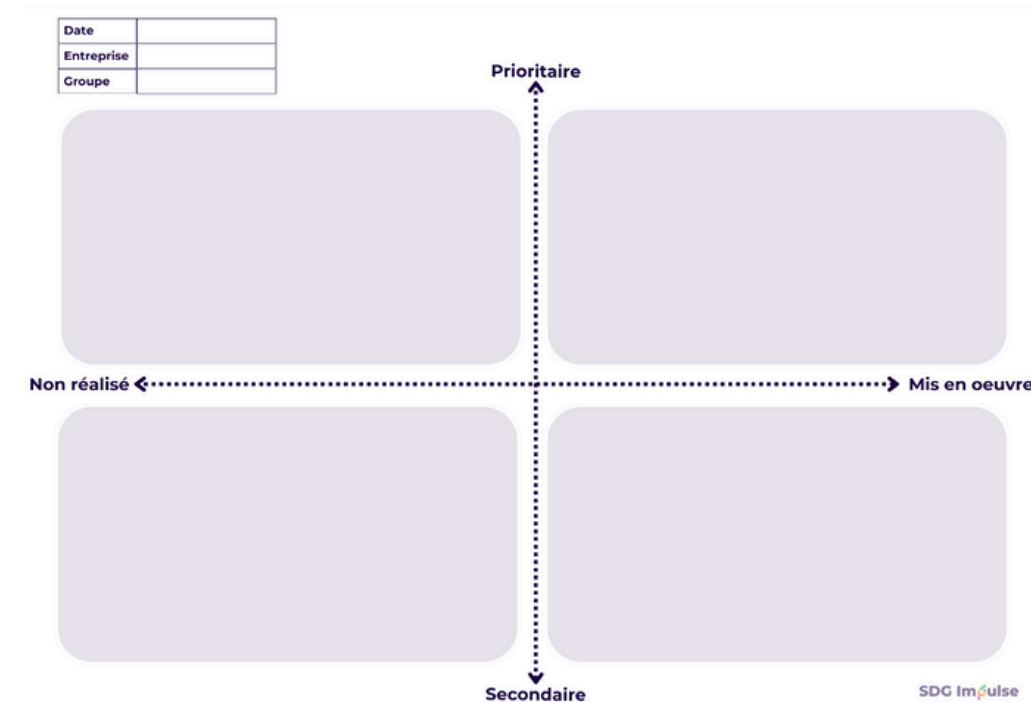 Date
Entreprise
Groupe
Prioritaire
Non réalisé
Mis en oeuvre
Secondaire
SDG Impulse